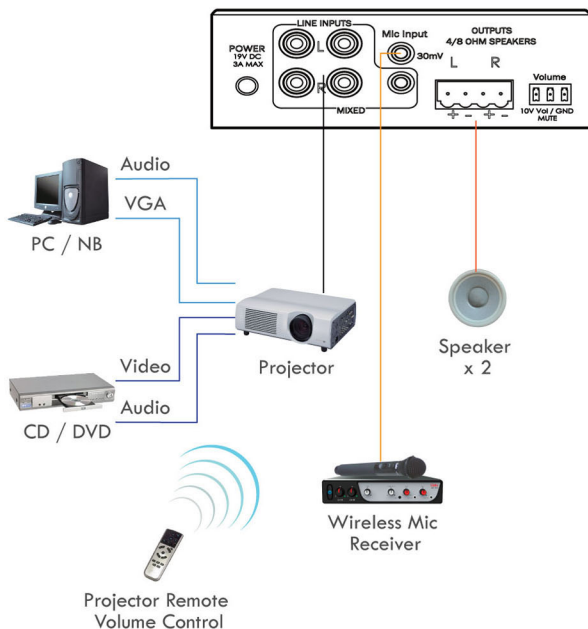 LINE INPUTS
Mic Input
OUTPUTS
4/8 OHM SPEAKERS
POWER
19V DC
3A MAX
L
30mV
L R
R
Volume
MIXED
+ - + -
10V Vol / GND
MUTE
Audio
VGA
PC / NB
Video
Audio
CD / DVD
Projector
Speaker
x 2
Wireless Mic
Receiver
Projector Remote
Volume Control